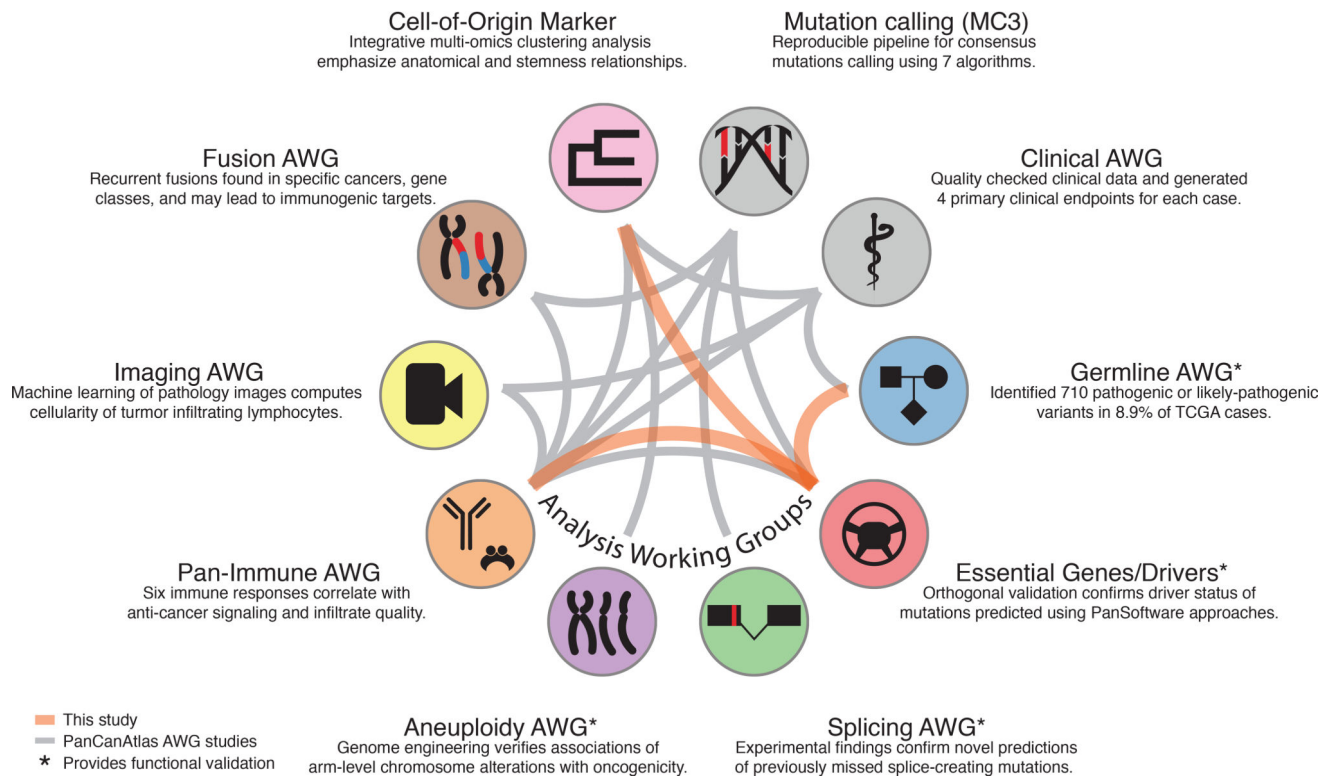 Cell-of-Origin Marker
Integrative multi-omics clustering analysis
emphasize anatomical and stemness relationships.
Mutation calling (MC3)
Reproducible pipeline for consensus
mutations calling using 7 algorithms.
Fusion AWG
Recurrent fusions found in specific cancers, gene
classes, and may lead to immunogenic targets.
Clinical AWG
Quality checked clinical data and generated
4 primary clinical endpoints for each case.
Imaging AWG
Machine learning of pathology images computes
cellularity of turmor infiltrating lymphocytes.
Germline AWG*
Identified 710 pathogenic or likely-pathogenic
variants in 8.9% of TCGA cases.
Analysis Working Groups
Pan-Immune AWG
Six immune responses correlate with
anti-cancer signaling and infiltrate quality.
Essential Genes/Drivers*
Orthogonal validation confirms driver status of
mutations predicted using PanSoftware approaches.
This study
PanCanAtlas AWG studies
* Provides functional validation
Aneuploidy AWG*
Genome engineering verifies associations of
arm-level chromosome alterations with oncogenicity.
Splicing AWG*
Experimental findings confirm novel predictions
of previously missed splice-creating mutations.